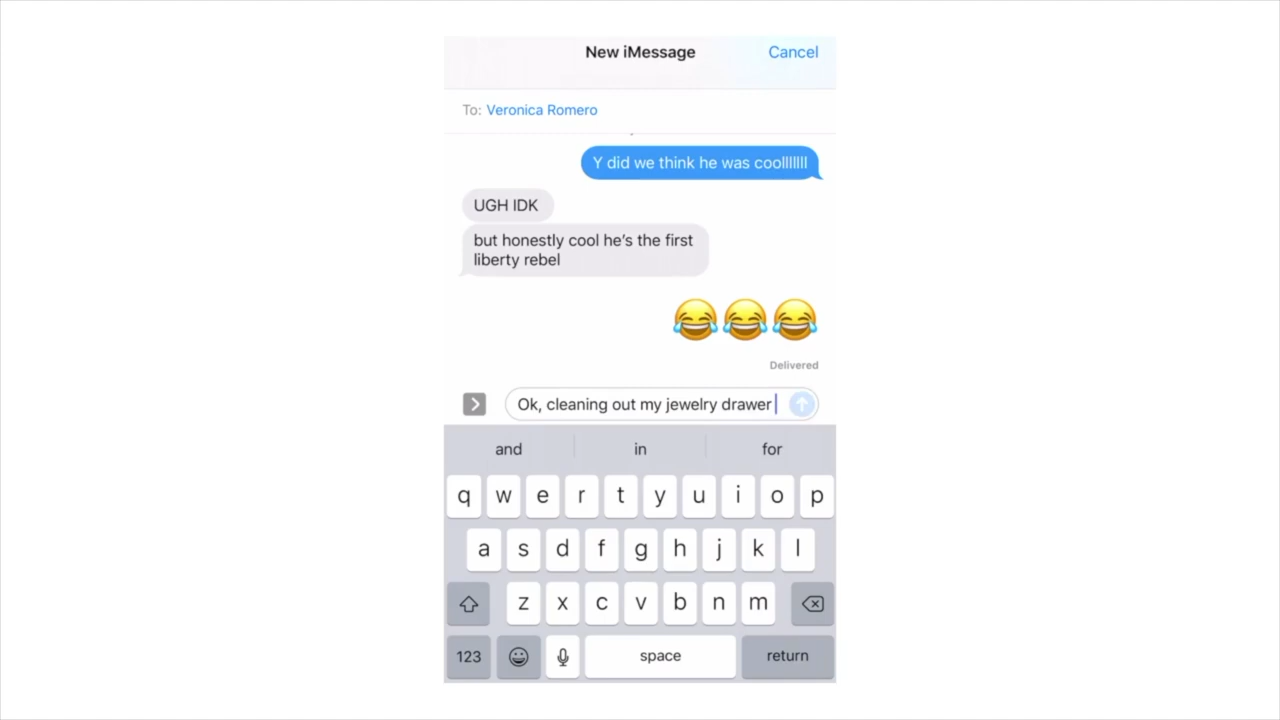 New iMessage
Cancel
To: Veronica Romero
Y did we think he was coolllllll
UGH IDK
but honestly cool he's the first
liberty rebel
😂😂😂
Delivered
Ok, cleaning out my jewelry drawer
and in for
q w e r t y u i o p
a s d f g h j k l
z x c v b n m
123 space return